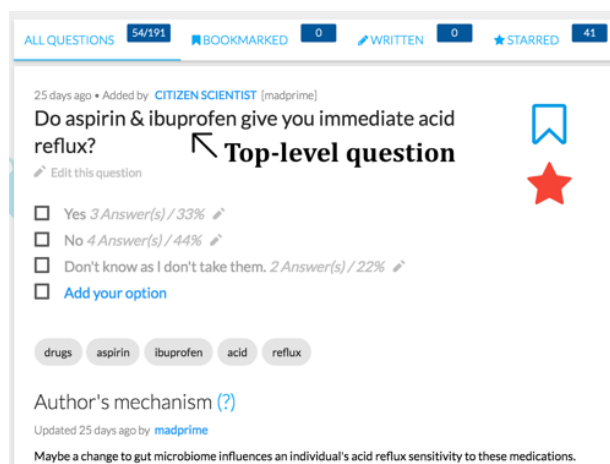 ALL QUESTIONS 54/191 BOOKMARKED 0 WRITTEN 0 STARRED 41
25 days ago • Added by CITIZEN SCIENTIST [madprime]
Do aspirin & ibuprofen give you immediate acid
reflux?
Top-level question
Edit this question
Yes 3 Answer(s) / 33%
No 4 Answer(s) / 44%
Don't know as I don't take them. 2 Answer(s) / 22%
Add your option
drugs aspirin ibuprofen acid reflux
Author's mechanism (?)
Updated 25 days ago by madprime
Maybe a change to gut microbiome influences an individual's acid reflux sensitivity to these medications.